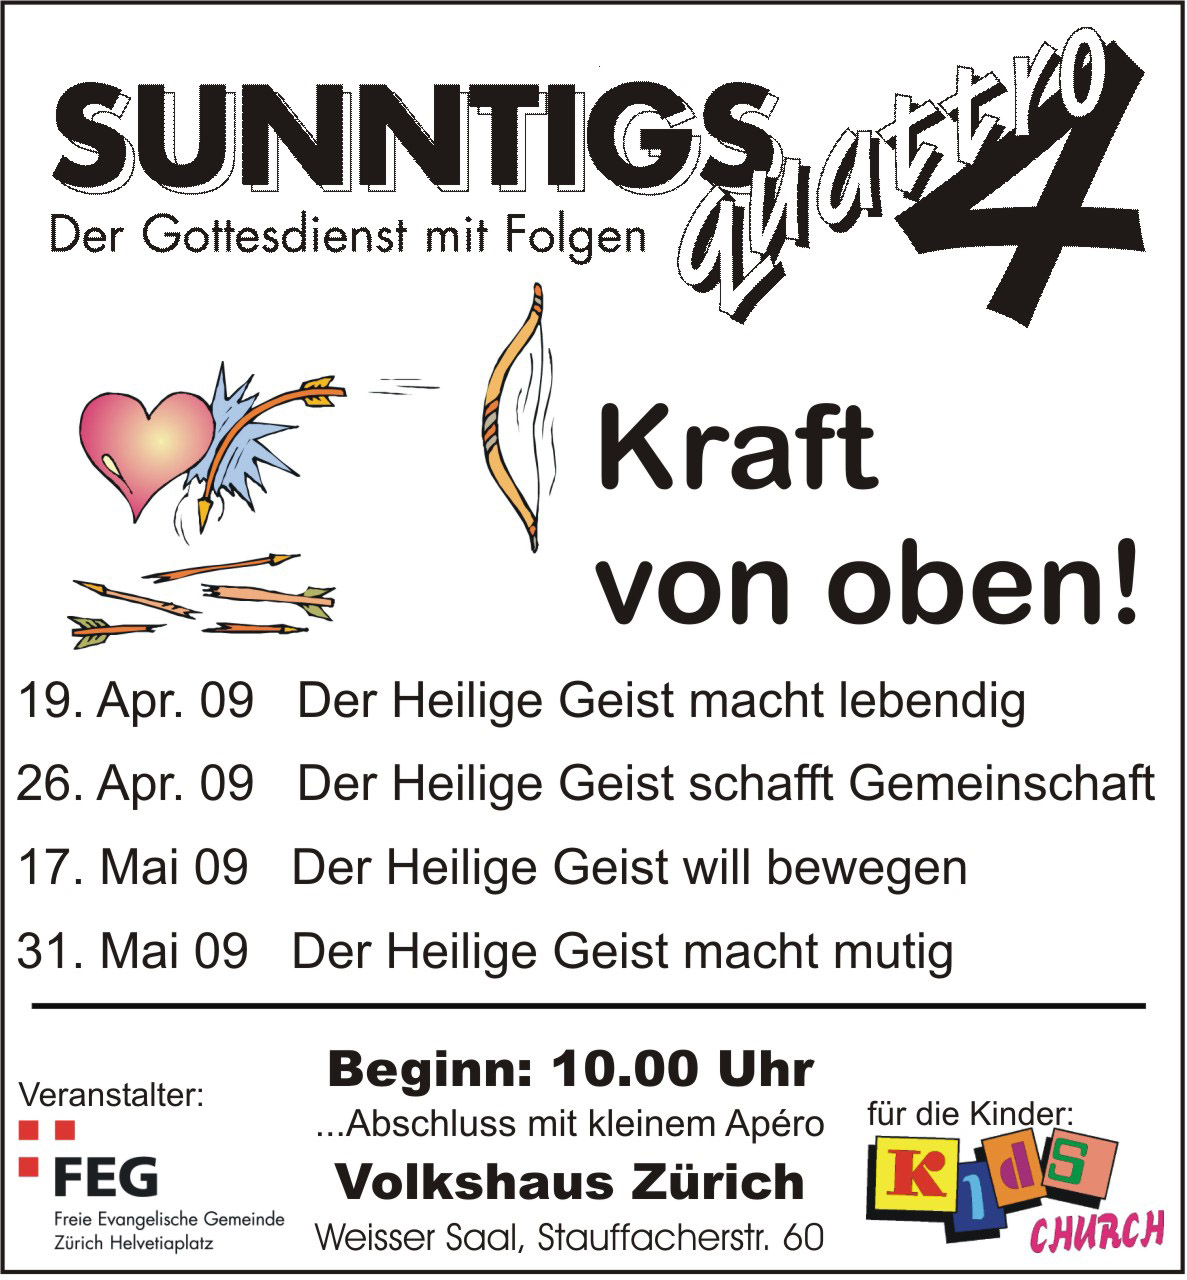 SUNNTIGS
quattro
4
Der Gottesdienst mit Folgen
Kraft
von oben!
19. Apr. 09 Der Heilige Geist macht lebendig
26. Apr. 09 Der Heilige Geist schafft Gemeinschaft
17. Mai 09 Der Heilige Geist will bewegen
31. Mai 09 Der Heilige Geist macht mutig
Beginn: 10.00 Uhr
...Abschluss mit kleinem Apéro
Volkshaus Zürich
Weisser Saal, Stauffacherstr. 60
Veranstalter:
FEG
Freie Evangelische Gemeinde
Zürich Helvetiaplatz
für die Kinder:
KidS
CHURCH